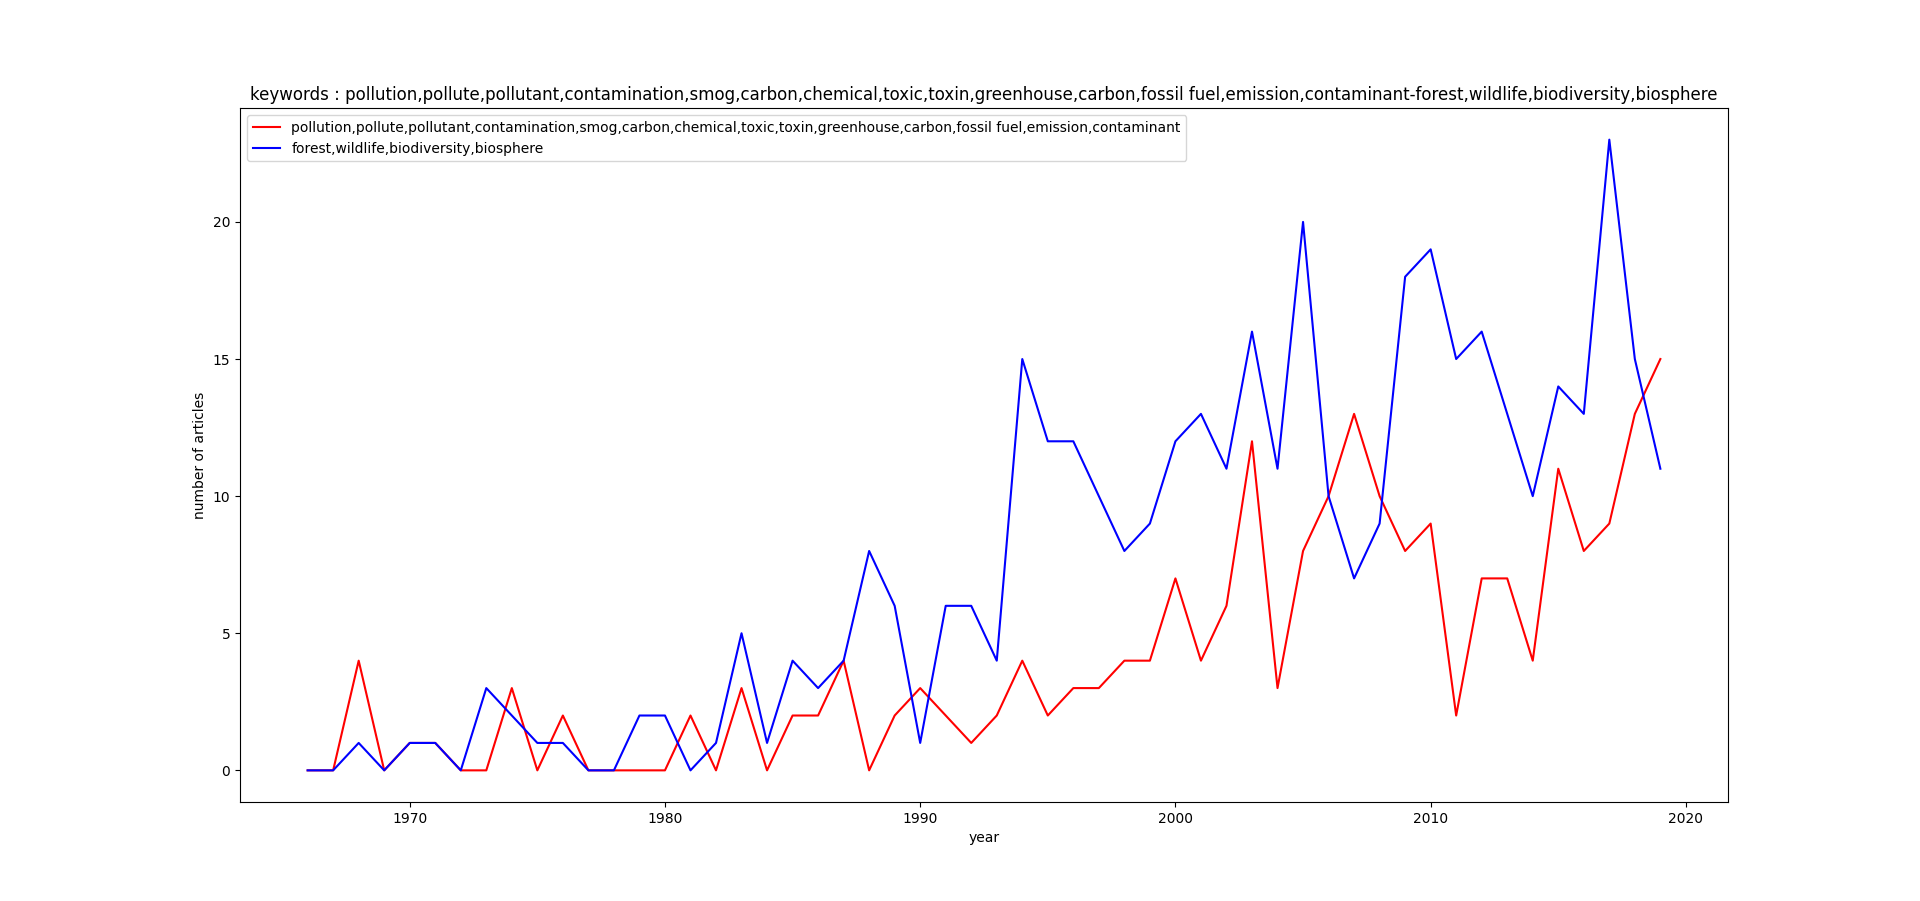 keywords : pollution,pollute,pollutant,contamination,smog,carbon,chemical,toxic,toxin,greenhouse,carbon,fossil fuel,emission,contaminant-forest,wildlife,biodiversity,biosphere
pollution,pollute,pollutant,contamination,smog,carbon,chemical,toxic,toxin,greenhouse,carbon,fossil fuel,emission,contaminant
forest,wildlife,biodiversity,biosphere
20
15
10
5
0
number of articles
1970 1980 1990 2000 2010 2020
year